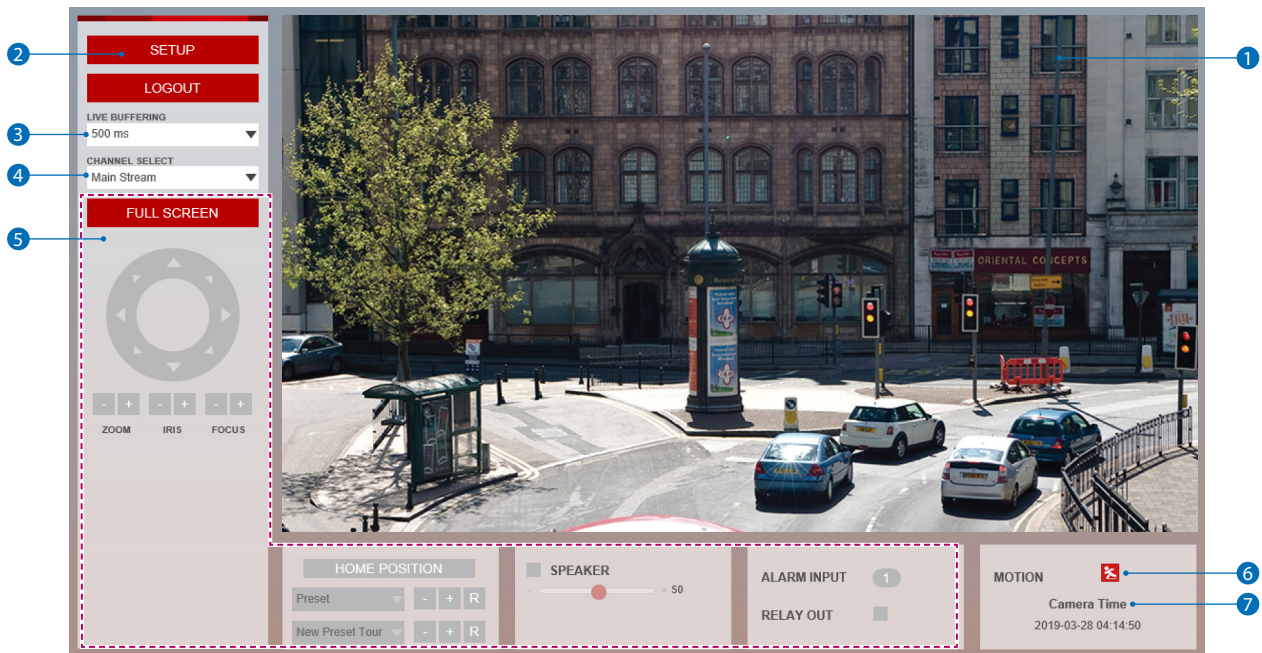 2
SETUP
1
LOGOUT
LIVE BUFFERING
3
500 ms
CHANNEL SELECT
4
Main Stream
FULL SCREEN
5
ORIENTAL CONCEPTS
- + - + - +
ZOOM IRIS FOCUS
HOME POSITION
Preset - + R
New Preset Tour - + R
SPEAKER
- + 50
ALARM INPUT 1
RELAY OUT
MOTION
6
Camera Time
7
2019-03-28 04:14:50